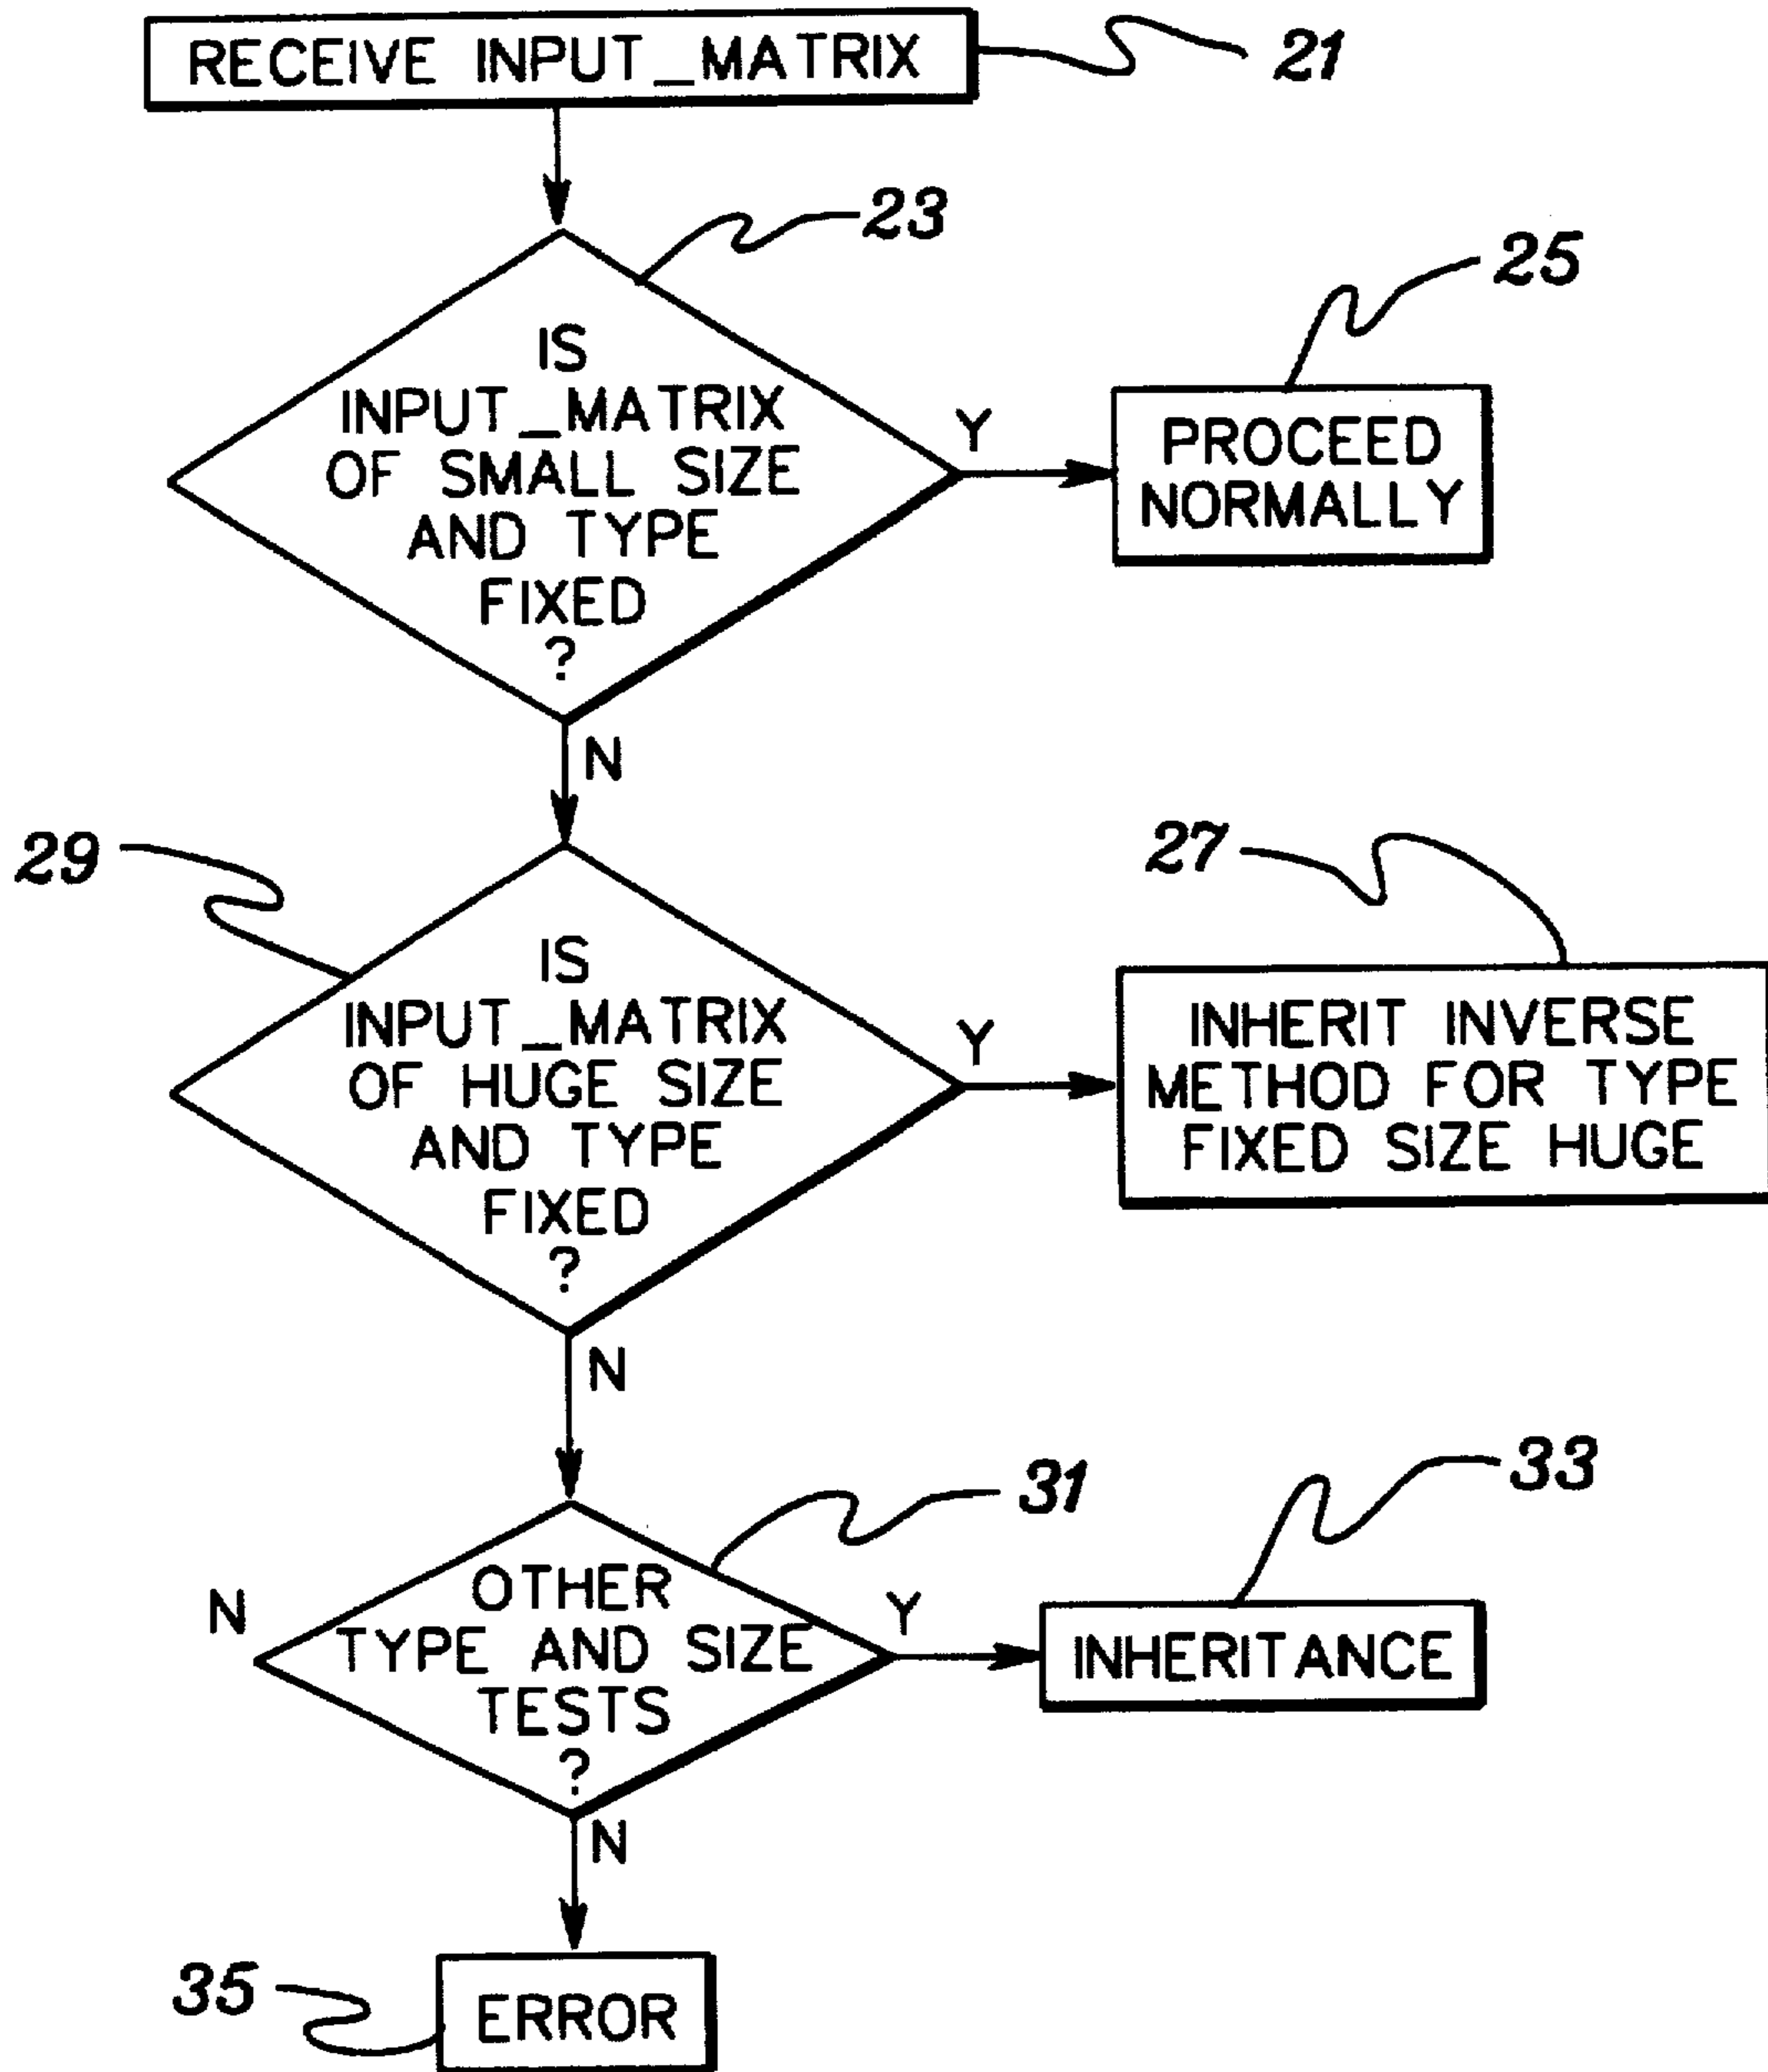 RECEIVE INPUT_MATRIX
21
23
IS
INPUT_MATRIX
OF SMALL SIZE
AND TYPE
FIXED
?
Y
25
PROCEED
NORMALLY
N
29
IS
INPUT_MATRIX
OF HUGE SIZE
AND TYPE
FIXED
?
Y
27
INHERIT INVERSE
METHOD FOR TYPE
FIXED SIZE HUGE
N
31
OTHER
TYPE AND SIZE
TESTS
?
N
Y
33
INHERITANCE
N
35
ERROR